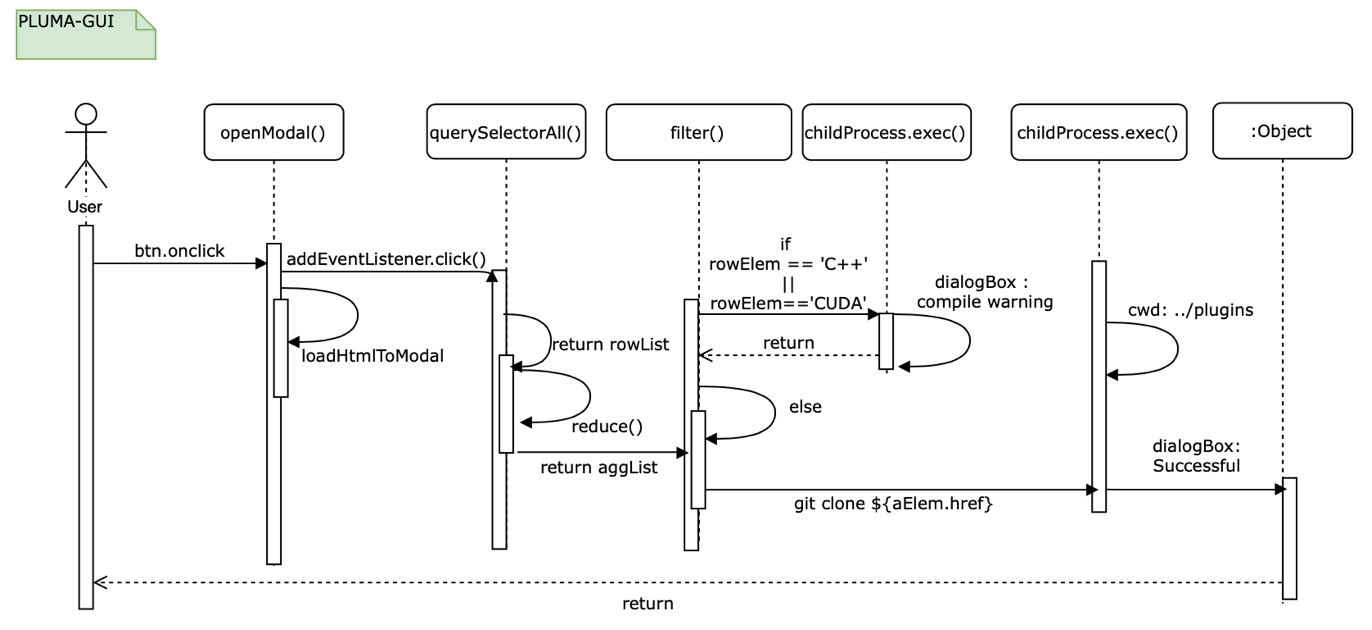 PLUMA-GUI
openModal()
querySelectorAll()
filter()
childProcess.exec()
childProcess.exec()
:Object
User
btn.onclick
addEventListener.click()
loadHtmlToModal
return rowList
reduce()
return aggList
if
rowElem == 'C++'
||
rowElem=='CUDA'
return
dialogBox :
compile warning
else
git clone ${aElem.href}
cwd: ../plugins
dialogBox:
Successful
return